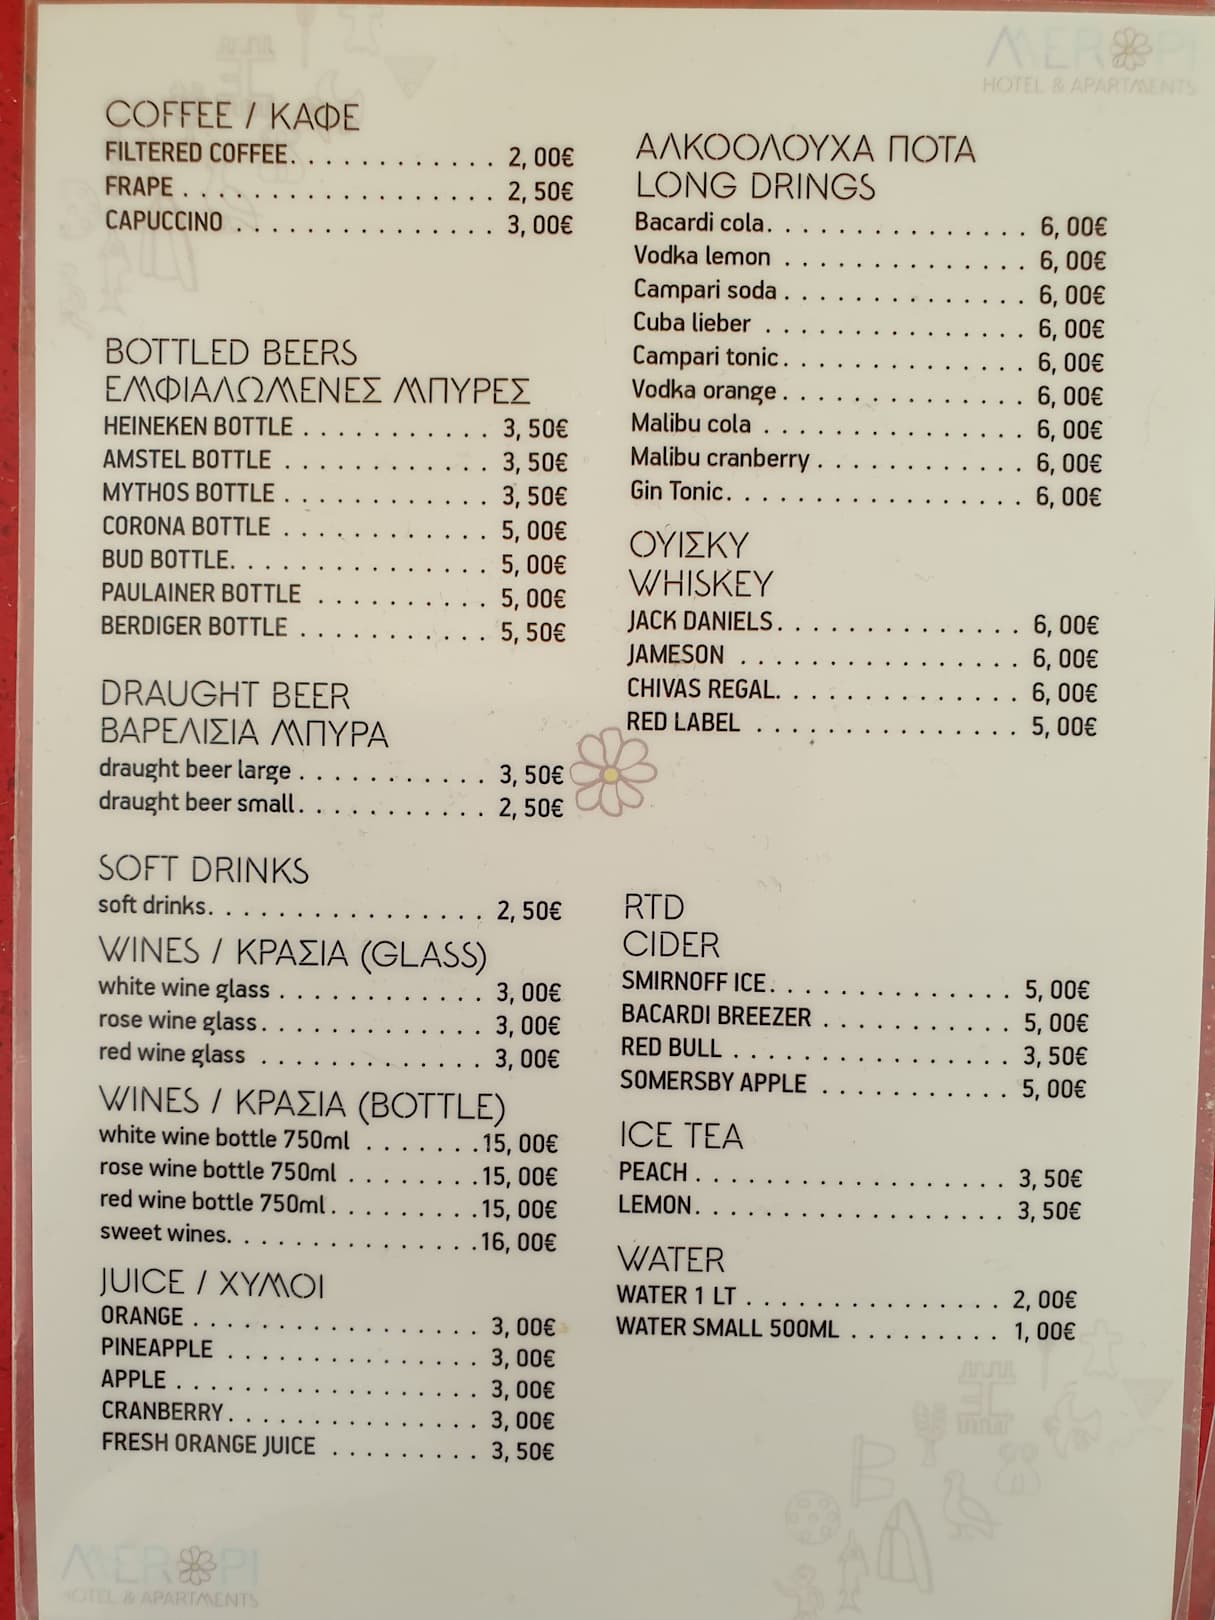 MEROPI
HOTEL & APARTMENTS
COFFEE / ΚΑΦΕ
FILTERED COFFEE. . . . . . . . . . . . 2,00€
FRAPE . . . . . . . . . . . . . . . . . . 2,50€
CAPUCCINO . . . . . . . . . . . . . . . 3,00€
BOTTLED BEERS
ΕΜΦΙΑΛΩΜΕΝΕΣ ΜΠΥΡΕΣ
HEINEKEN BOTTLE . . . . . . . . . . . 3,50€
AMSTEL BOTTLE . . . . . . . . . . . . 3,50€
MYTHOS BOTTLE . . . . . . . . . . . . 3,50€
CORONA BOTTLE . . . . . . . . . . . . 5,00€
BUD BOTTLE. . . . . . . . . . . . . . . 5,00€
PAULAINER BOTTLE . . . . . . . . . . 5,00€
BERDIGER BOTTLE . . . . . . . . . . . 5,50€
DRAUGHT BEER
ΒΑΡΕΛΙΣΙΑ ΜΠΥΡΑ
draught beer large . . . . . . . . . . . 3,50€
draught beer small. . . . . . . . . . . 2,50€
SOFT DRINKS
soft drinks. . . . . . . . . . . . . . . . 2,50€
WINES / ΚΡΑΣΙΑ (GLASS)
white wine glass . . . . . . . . . . . . 3,00€
rose wine glass. . . . . . . . . . . . . 3,00€
red wine glass . . . . . . . . . . . . . 3,00€
WINES / ΚΡΑΣΙΑ (BOTTLE)
white wine bottle 750ml . . . . . . . 15,00€
rose wine bottle 750ml . . . . . . . . 15,00€
red wine bottle 750ml . . . . . . . . . 15,00€
sweet wines. . . . . . . . . . . . . . . 16,00€
JUICE / ΧΥΜΟΙ
ORANGE . . . . . . . . . . . . . . . . . 3,00€
PINEAPPLE . . . . . . . . . . . . . . . 3,00€
APPLE . . . . . . . . . . . . . . . . . . 3,00€
CRANBERRY. . . . . . . . . . . . . . . 3,00€
FRESH ORANGE JUICE . . . . . . . . . 3,50€
ΑΛΚΟΟΛΟΥΧΑ ΠΟΤΑ
LONG DRINGS
Bacardi cola. . . . . . . . . . . . . . . 6,00€
Vodka lemon . . . . . . . . . . . . . . 6,00€
Campari soda . . . . . . . . . . . . . . 6,00€
Cuba lieber . . . . . . . . . . . . . . . 6,00€
Campari tonic. . . . . . . . . . . . . . 6,00€
Vodka orange . . . . . . . . . . . . . . 6,00€
Malibu cola . . . . . . . . . . . . . . . 6,00€
Malibu cranberry . . . . . . . . . . . . 6,00€
Gin Tonic. . . . . . . . . . . . . . . . . 6,00€
ΟΥΙΣΚΥ
WHISKEY
JACK DANIELS. . . . . . . . . . . . . . 6,00€
JAMESON . . . . . . . . . . . . . . . . 6,00€
CHIVAS REGAL. . . . . . . . . . . . . . 6,00€
RED LABEL . . . . . . . . . . . . . . . 5,00€
RTD
CIDER
SMIRNOFF ICE. . . . . . . . . . . . . . 5,00€
BACARDI BREEZER . . . . . . . . . . . 5,00€
RED BULL . . . . . . . . . . . . . . . . 3,50€
SOMERSBY APPLE . . . . . . . . . . . 5,00€
ICE TEA
PEACH . . . . . . . . . . . . . . . . . . 3,50€
LEMON. . . . . . . . . . . . . . . . . . 3,50€
WATER
WATER 1 LT . . . . . . . . . . . . . . . 2,00€
WATER SMALL 500ML . . . . . . . . . 1,00€
MEROPI
HOTEL & APARTMENTS